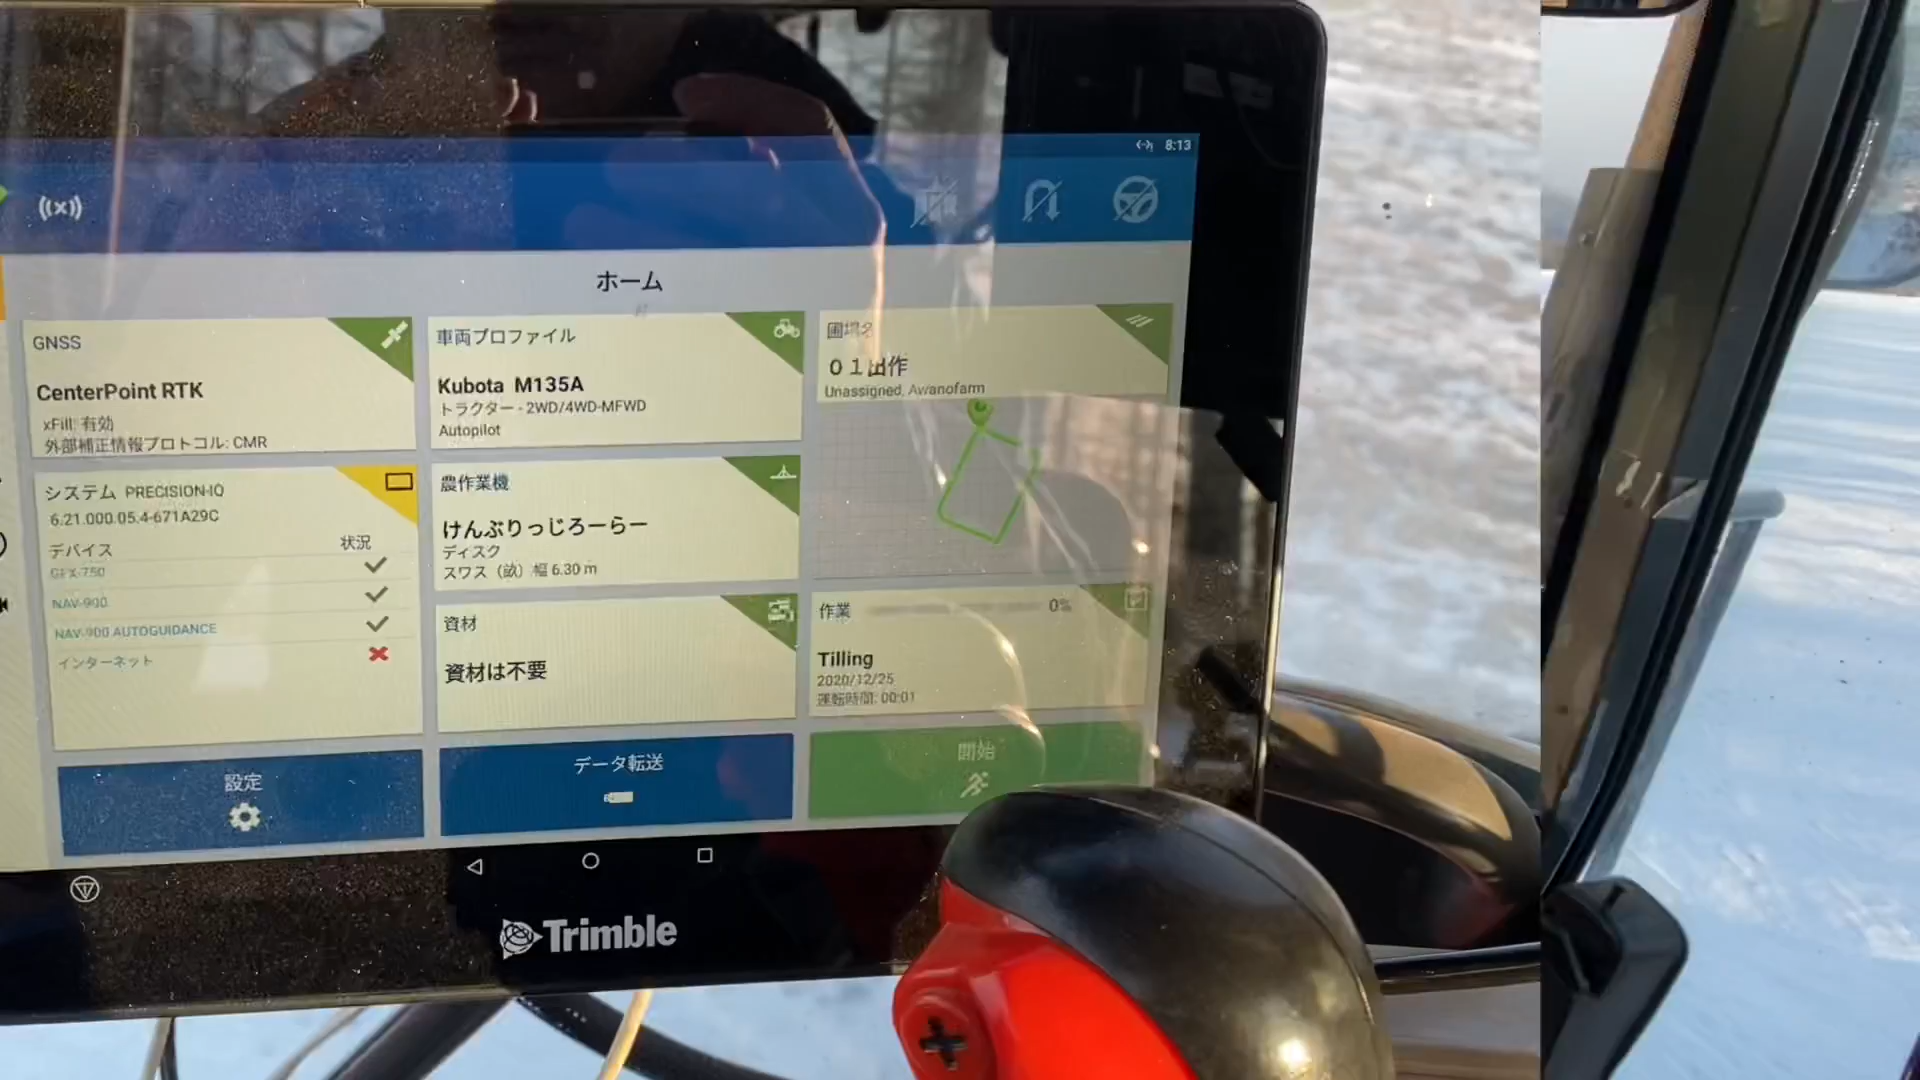 8:13
ホーム
GNSS
CenterPoint RTK
xFill: 有効
外部補正情報プロトコル: CMR
車両プロファイル
Kubota M135A
トラクター - 2WD/4WD-MFWD
Autopilot
圃場名
01出作
Unassigned, Awanofarm
システム PRECISION-IQ
6.21.000.05.4-671A29C
デバイス 状況
GFX-750
NAV-900
NAV-900 AUTOGUIDANCE
インターネット
農作業機
けんぶりっじろーらー
ディスク
スワス（畝）幅 6.30 m
資材
資材は不要
作業 0%
Tilling
2020/12/25
運転時間: 00:01
設定
データ転送
開始
Trimble